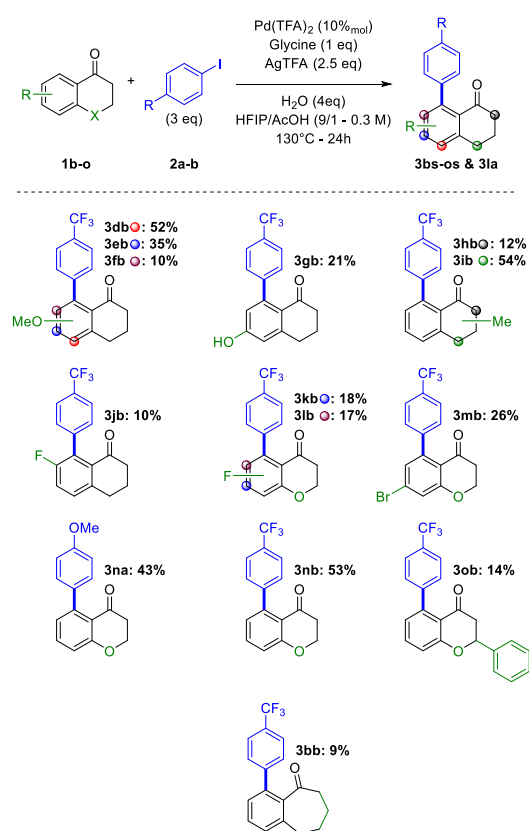 Pd(TFA)2 (10%mol)
Glycine (1 eq)
AgTFA (2.5 eq)
H2O (4eq)
HFIP/AcOH (9/1 - 0.3 M)
130°C - 24h
O
R
X
+
I
R
(3 eq)
R
O
R
1b-o
2a-b
3bs-os & 3la
CF3
3db : 52%
3eb : 35%
3fb : 10%
O
MeO
CF3
3gb: 21%
O
HO
CF3
3hb : 12%
3ib : 54%
O
Me
CF3
3jb: 10%
O
F
CF3
3kb : 18%
3lb : 17%
O
F
O
CF3
3mb: 26%
O
Br
O
OMe
3na: 43%
O
O
CF3
3nb: 53%
O
O
CF3
3ob: 14%
O
O
CF3
3bb: 9%
O